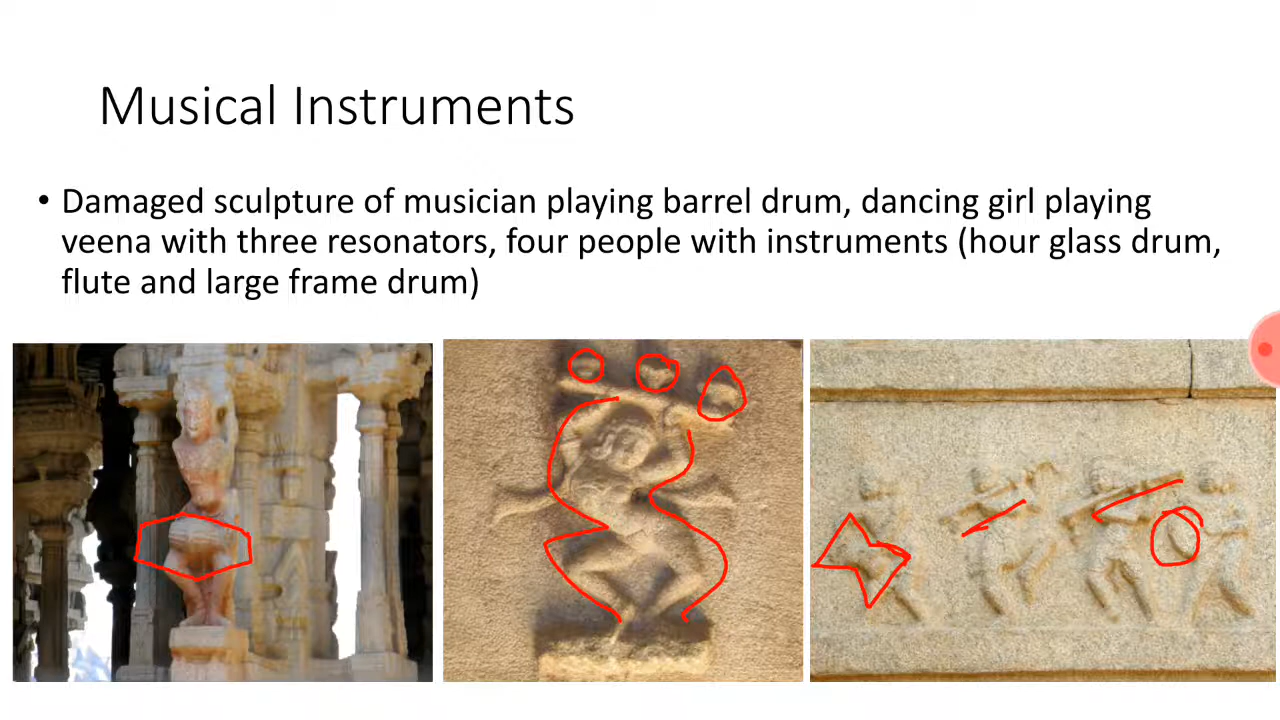 Musical Instruments
• Damaged sculpture of musician playing barrel drum, dancing girl playing
veena with three resonators, four people with instruments (hour glass drum,
flute and large frame drum)